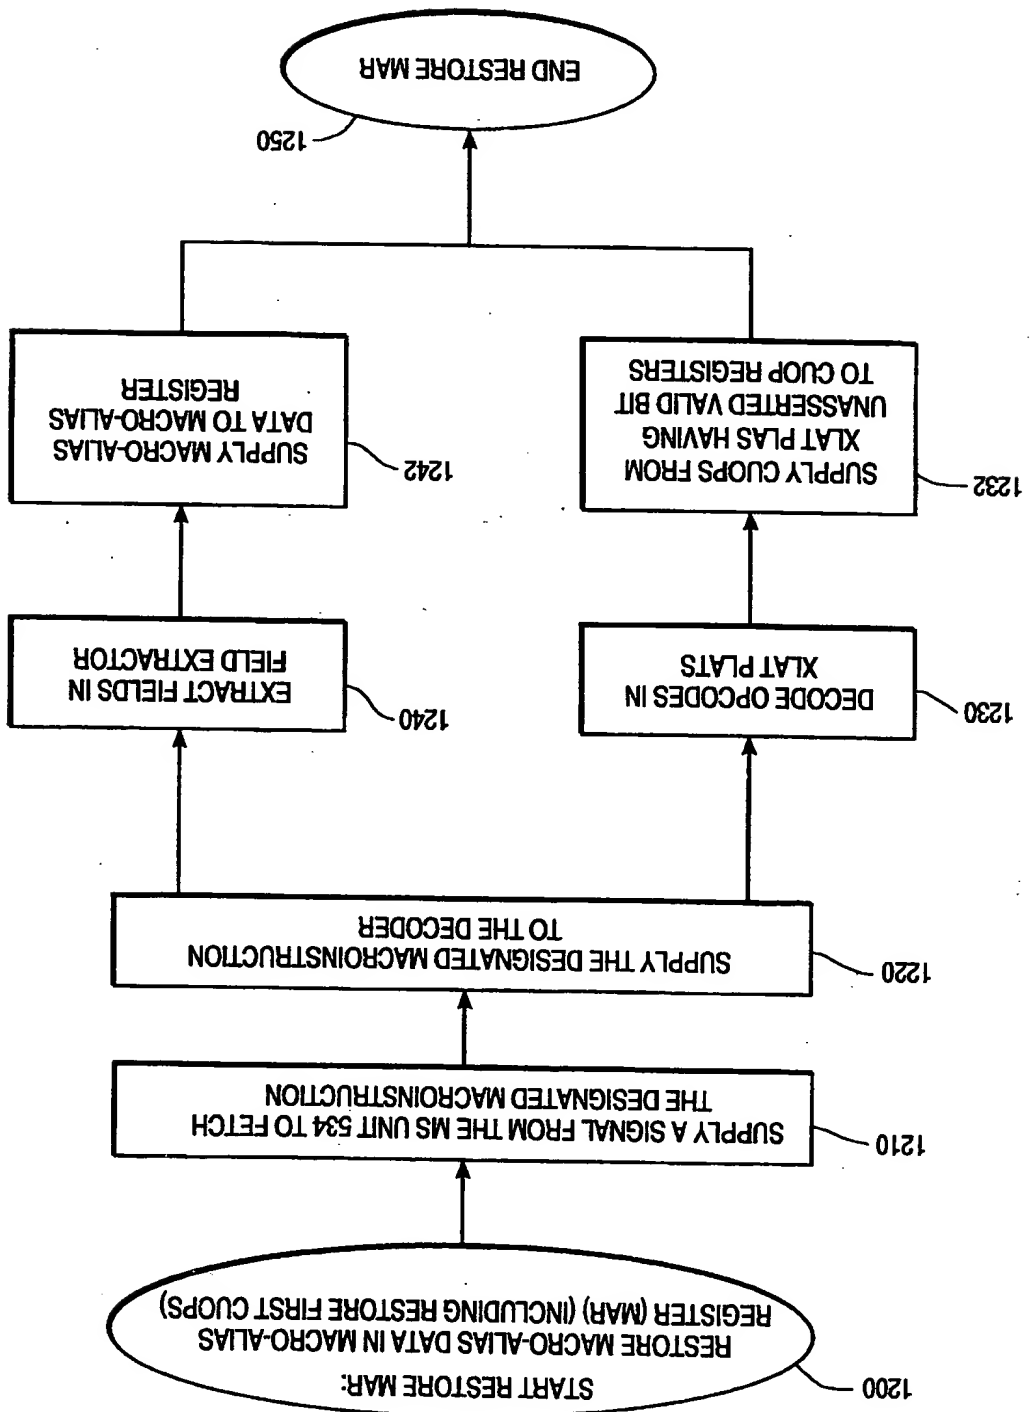 START RESTORE MAR:
RESTORE MACRO-ALIAS DATA IN MACRO-ALIAS
REGISTER (MAR) (INCLUDING RESTORE FIRST CUOPS)
1200
SUPPLY A SIGNAL FROM THE MS UNIT 534 TO FETCH
THE DESIGNATED MACROINSTRUCTION
1210
SUPPLY THE DESIGNATED MACROINSTRUCTION
TO THE DECODER
1220
DECODE OPCODES IN
XLAT PLATS
1230
EXTRACT FIELDS IN
FIELD EXTRACTOR
1240
SUPPLY CUOPS FROM
XLAT PLAS HAVING
UNASSERTED VALID BIT
TO CUOP REGISTERS
1232
SUPPLY MACRO-ALIAS
DATA TO MACRO-ALIAS
REGISTER
1242
1250
END RESTORE MAR